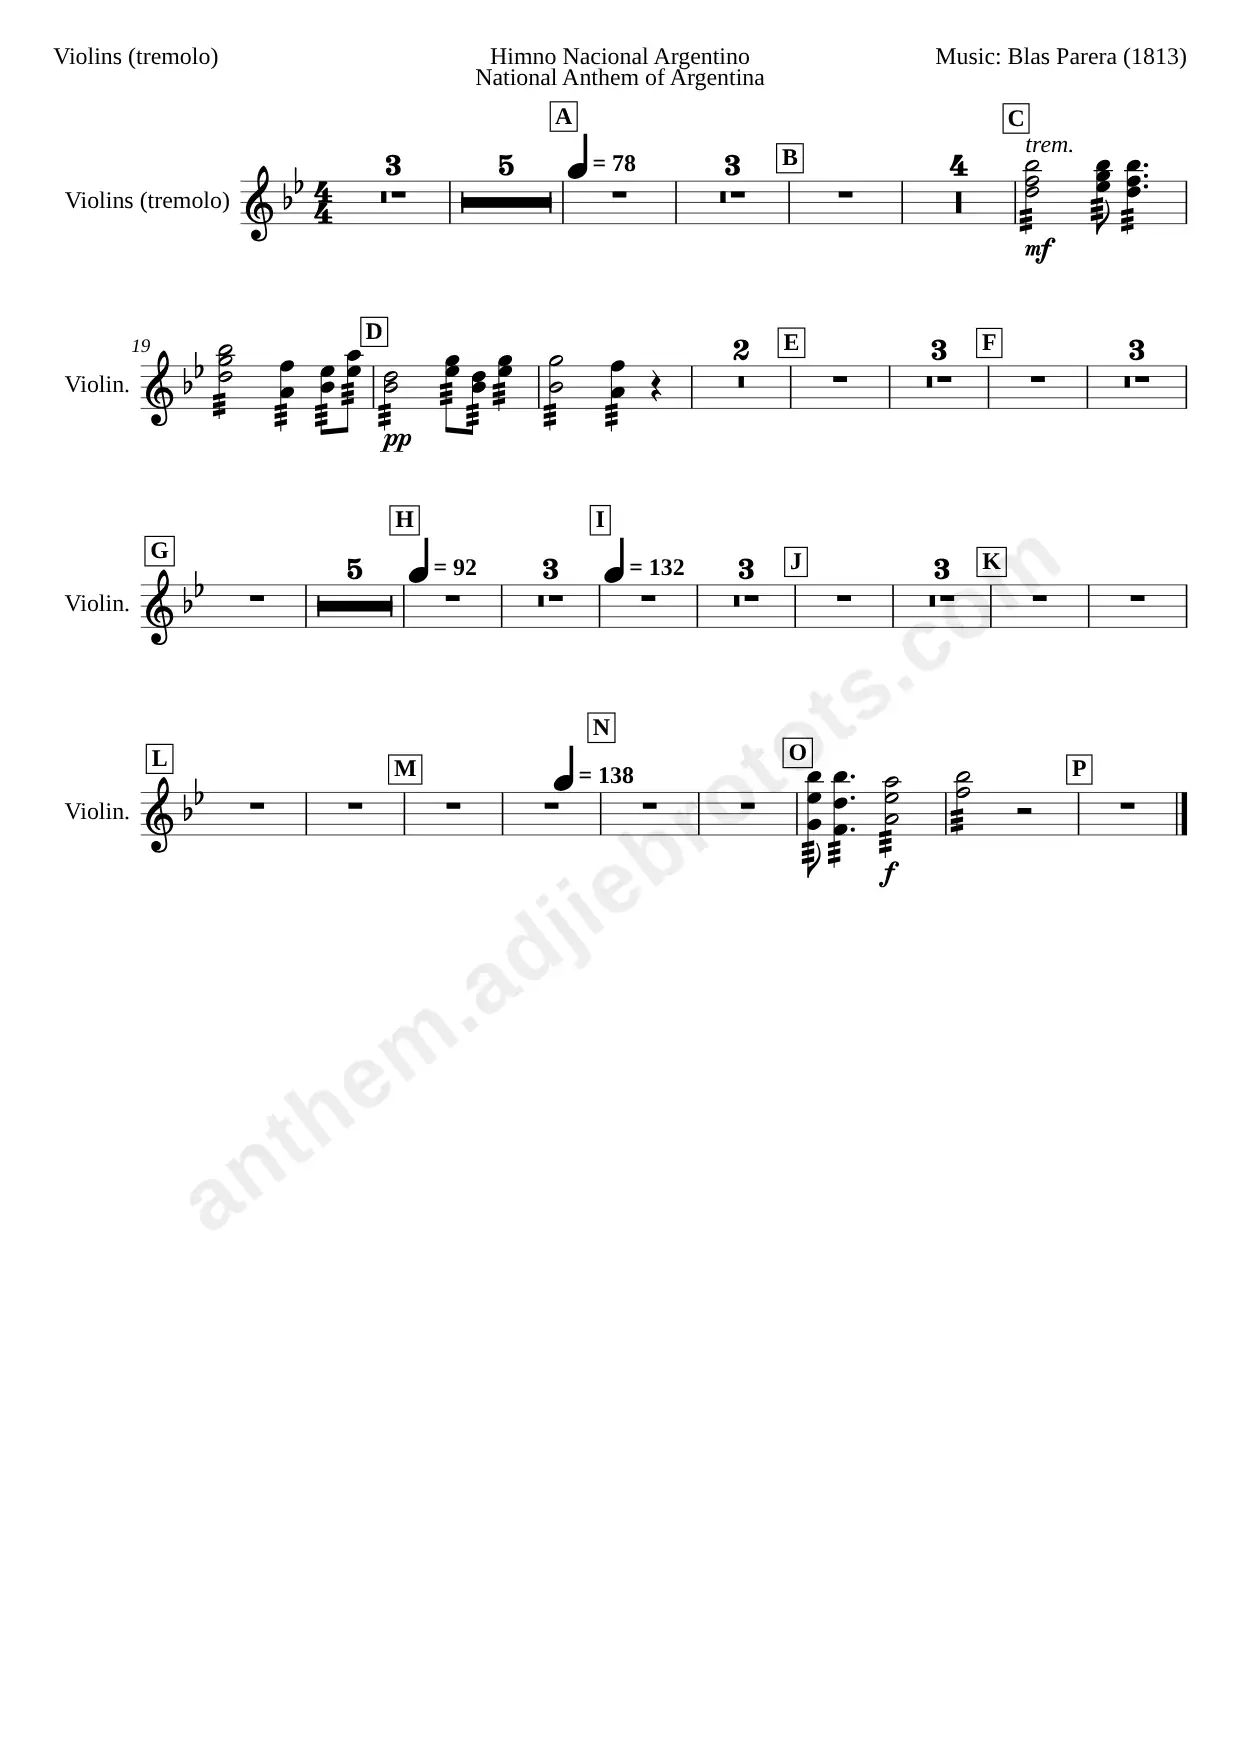 Violins (tremolo) Himno Nacional Argentino Music: Blas Parera (1813)
National Anthem of Argentina
A B C
3 5 = 78 3 4 trem.
Violins (tremolo) 4 4
mf
19 D 2 E 3 F 3
Violin.
pp
G 5 H = 92 3 I = 132 3 J 3 K
Violin.
L M = 138 N O P
Violin.
f
anthem.adjiebrotots.com